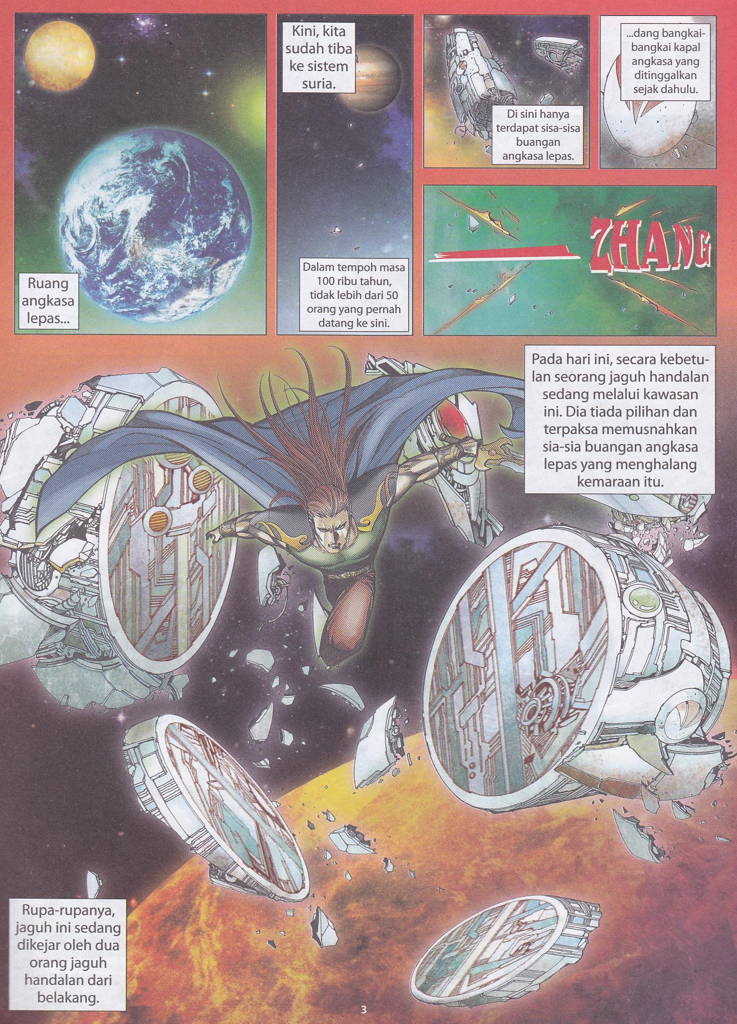 Ruang
angkasa
lepas...
Kini, kita
sudah tiba
ke sistem
suria.
Dalam tempoh masa
100 ribu tahun,
tidak lebih dari 50
orang yang pernah
datang ke sini.
Di sini hanya
terdapat sisa-sisa
buangan
angkasa lepas.
...dang bangkai-
bangkai kapal
angkasa yang
ditinggalkan
sejak dahulu.
ZHANG
Pada hari ini, secara kebetu-
lan seorang jaguh handalan
sedang melalui kawasan
ini. Dia tiada pilihan dan
terpaksa memusnahkan
sia-sia buangan angkasa
lepas yang menghalang
kemaraan itu.
Rupa-rupanya,
jaguh ini sedang
dikejar oleh dua
orang jaguh
handalan dari
belakang.
3